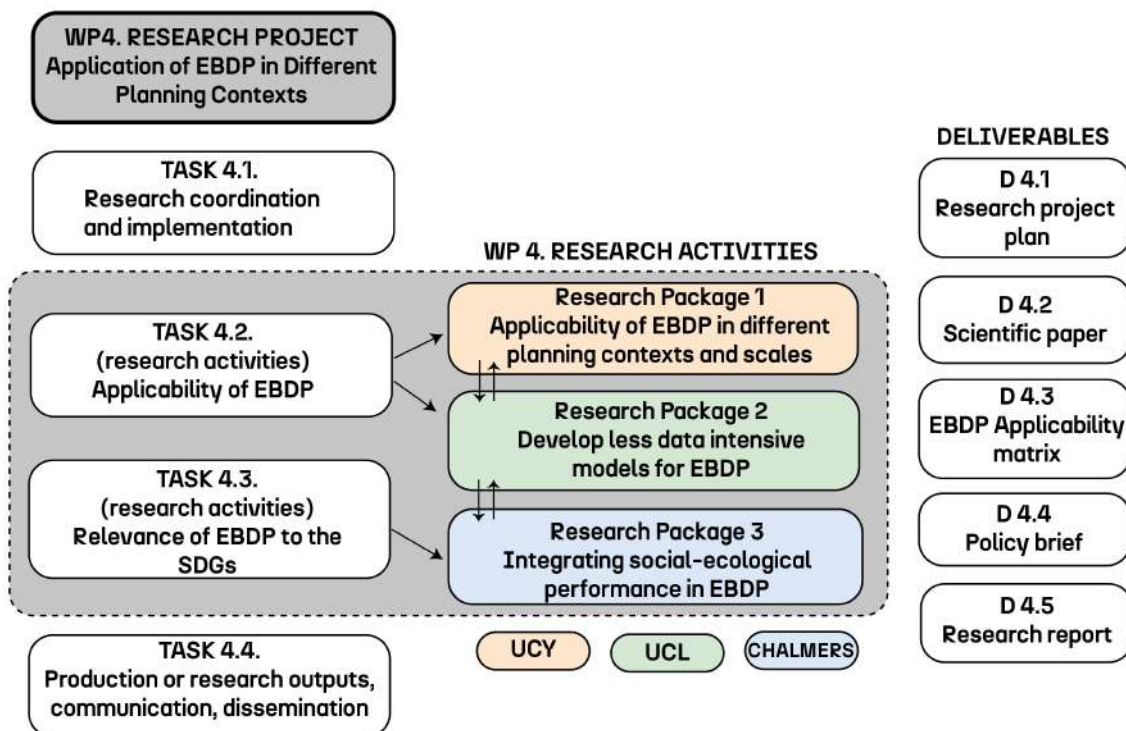 WP4. RESEARCH PROJECT
Application of EBDP in Different
Planning Contexts
TASK 4.1.
Research coordination
and implementation
TASK 4.2.
(research activities)
Applicability of EBDP
TASK 4.3.
(research activities)
Relevance of EBDP to the
SDGs
TASK 4.4.
Production or research outputs,
communication, dissemination
WP 4. RESEARCH ACTIVITIES
Research Package 1
Applicability of EBDP in different
planning contexts and scales
Research Package 2
Develop less data intensive
models for EBDP
Research Package 3
Integrating social-ecological
performance in EBDP
UCY
UCL
CHALMERS
DELIVERABLES
D 4.1
Research project
plan
D 4.2
Scientific paper
D 4.3
EBDP Applicability
matrix
D 4.4
Policy brief
D 4.5
Research report